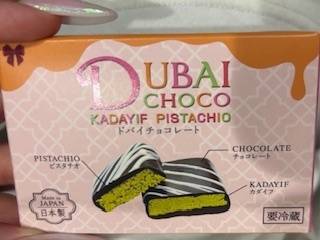 DUBAI
CHOCO
KADAYIF PISTACHIO
ドバイチョコレート
PISTACHIO
ピスタチオ
CHOCOLATE
チョコレート
KADAYIF
カダイフ
Made in
JAPAN
日本製
要冷蔵